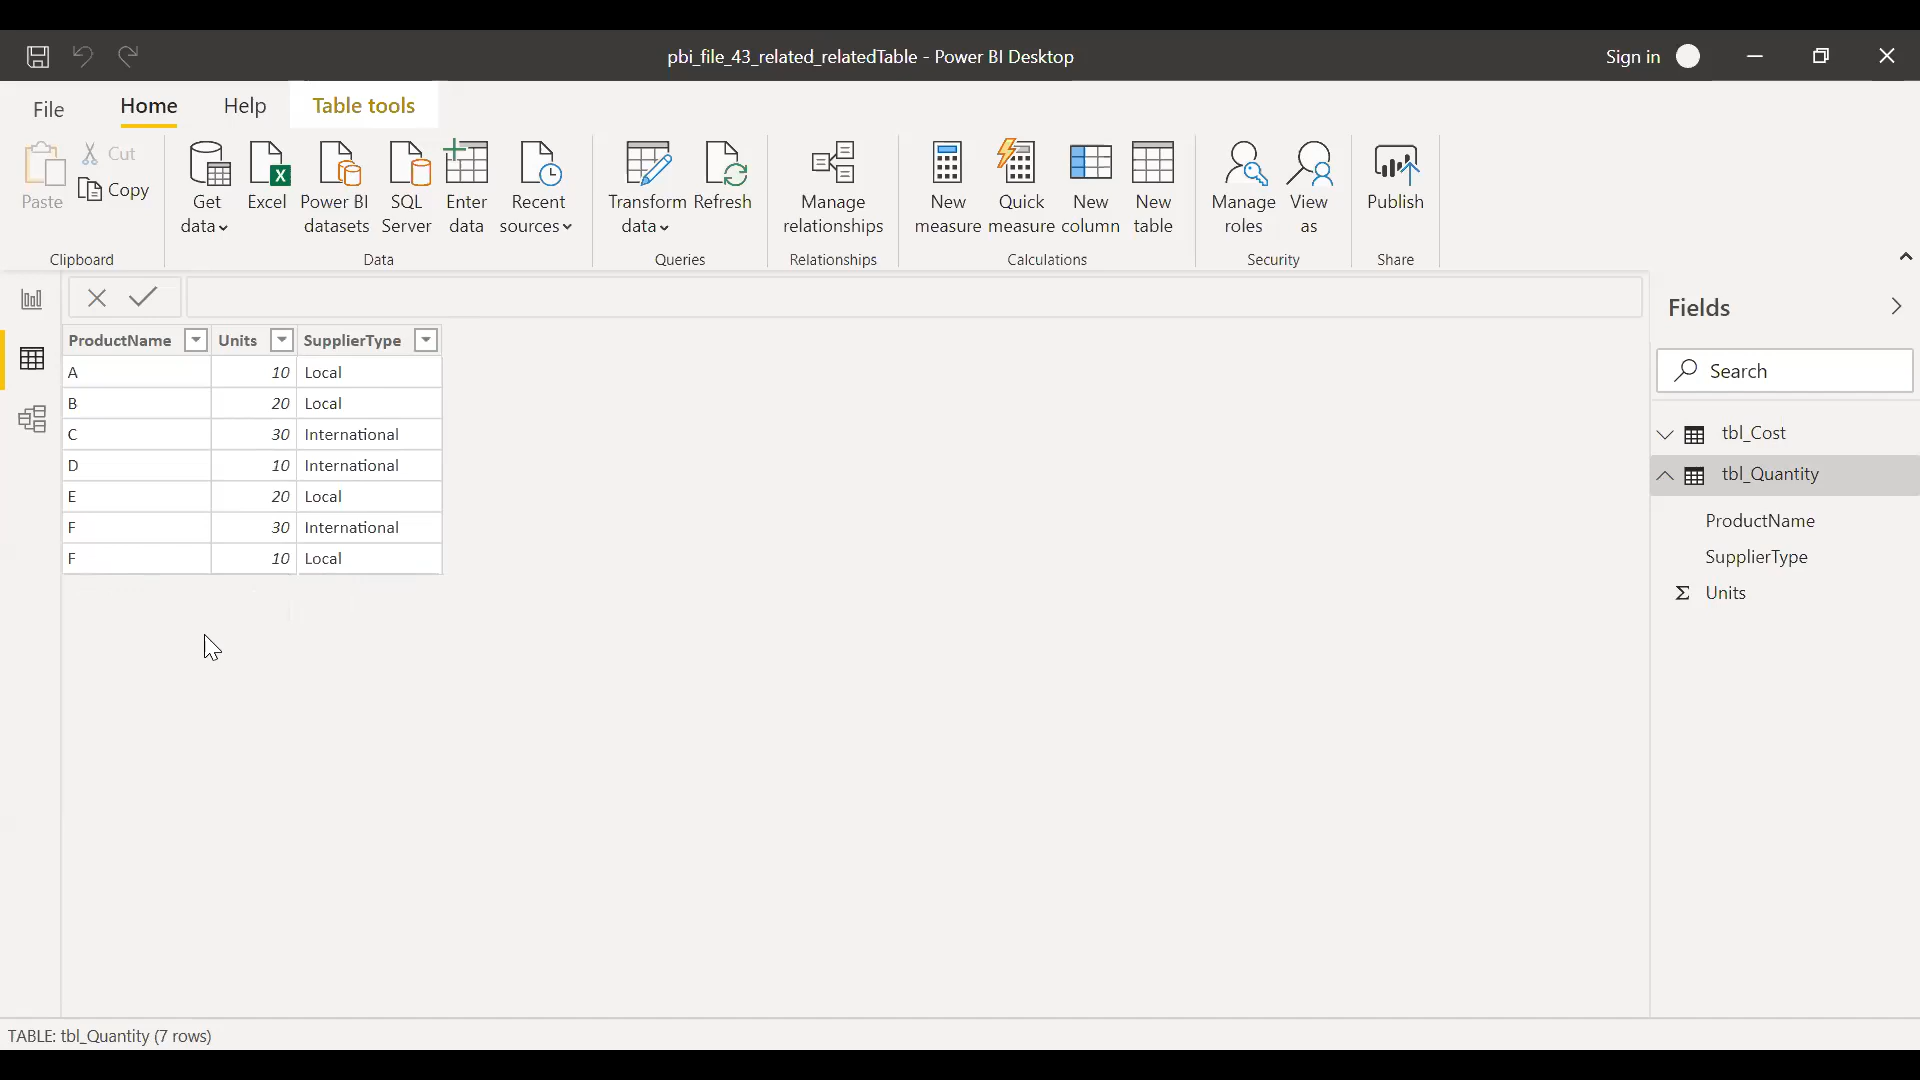 pbi_file_43_related_relatedTable - Power BI Desktop
Sign in
File Home Help Table tools
Paste
Cut
Copy
Get data
Excel
Power BI datasets
SQL Server
Enter data
Recent sources
Transform data
Refresh
Manage relationships
New measure
Quick measure
New column
New table
Manage roles
View as
Publish
Clipboard Data Queries Relationships Calculations Security Share
ProductName Units SupplierType
A 10 Local
B 20 Local
C 30 International
D 10 International
E 20 Local
F 30 International
F 10 Local
Fields
Search
tbl_Cost
tbl_Quantity
ProductName
SupplierType
Σ Units
TABLE: tbl_Quantity (7 rows)